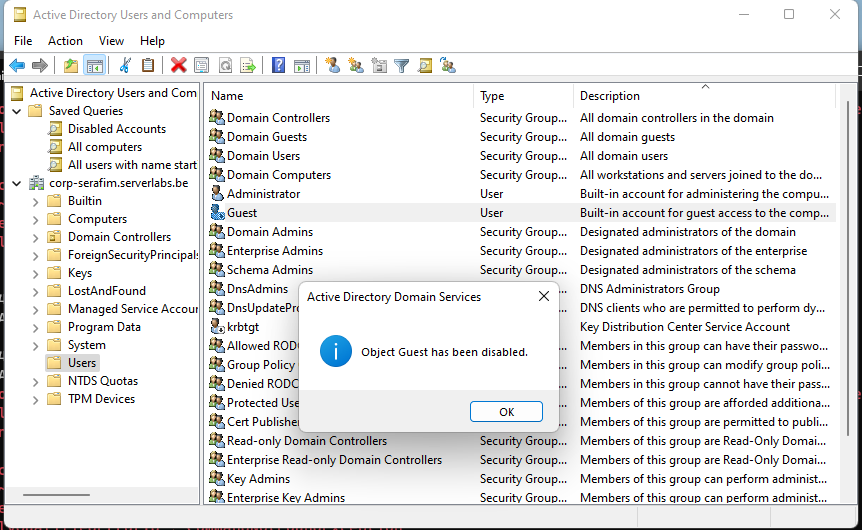 Active Directory Users and Computers
File Action View Help
Active Directory Users and Com
Saved Queries
Disabled Accounts
All computers
All users with name start
corp-serafim.serverlabs.be
Builtin
Computers
Domain Controllers
ForeignSecurityPrincipals
Keys
LostAndFound
Managed Service Accour
Program Data
System
Users
NTDS Quotas
TPM Devices
Name Type Description
Domain Controllers Security Group... All domain controllers in the domain
Domain Guests Security Group... All domain guests
Domain Users Security Group... All domain users
Domain Computers Security Group... All workstations and servers joined to the do...
Administrator User Built-in account for administering the compu...
Guest User Built-in account for guest access to the comp...
Domain Admins Security Group... Designated administrators of the domain
Enterprise Admins Security Group... Designated administrators of the enterprise
Schema Admins Security Group... Designated administrators of the schema
DnsAdmins DNS Administrators Group
DnsUpdatePr DNS clients who are permitted to perform dy...
krbtgt Key Distribution Center Service Account
Allowed RODC Members in this group can have their passwo...
Group Policy Members in this group can modify group poli...
Denied RODC Members in this group cannot have their pass...
Protected Use Members of this group are afforded additiona...
Cert Publisher Members of this group are permitted to publi...
Read-only Domain Controllers Security Group... Members of this group are Read-Only Domai...
Enterprise Read-only Domain Controllers Security Group... Members of this group are Read-Only Domai...
Key Admins Security Group... Members of this group can perform administ...
Enterprise Key Admins Security Group... Members of this group can perform administ...
Active Directory Domain Services
Object Guest has been disabled.
OK